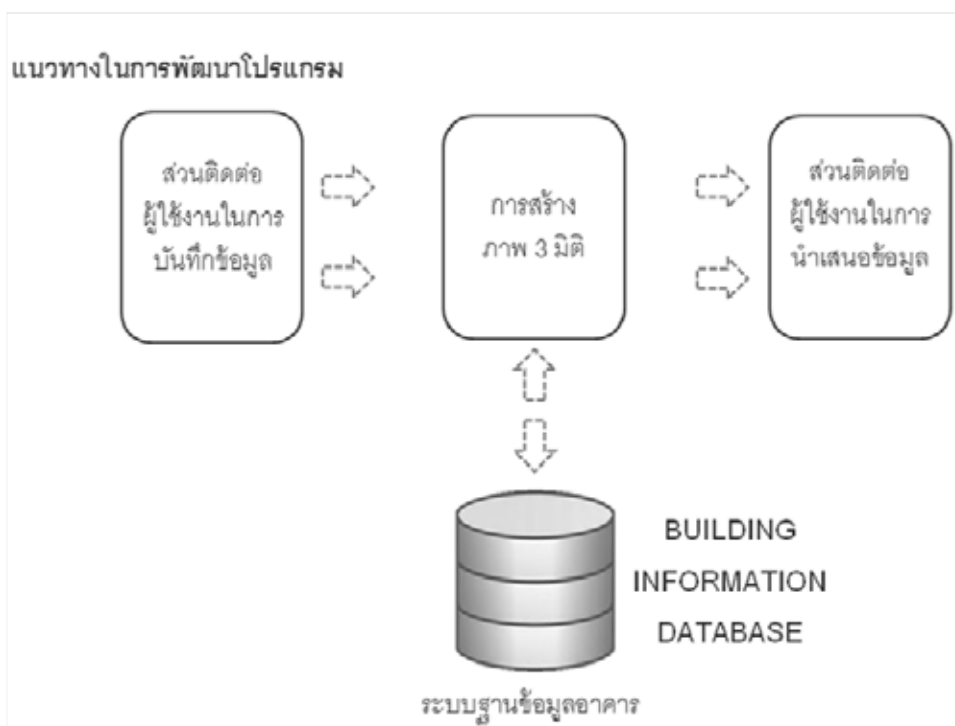 แนวทางในการพัฒนาโปรแกรม
ส่วนติดต่อ
ผู้ใช้งานในการ
บันทึกข้อมูล
การสร้าง
ภาพ 3 มิติ
ส่วนติดต่อ
ผู้ใช้งานในการ
นำเสนอข้อมูล
BUILDING
INFORMATION
DATABASE
ระบบฐานข้อมูลอาคาร